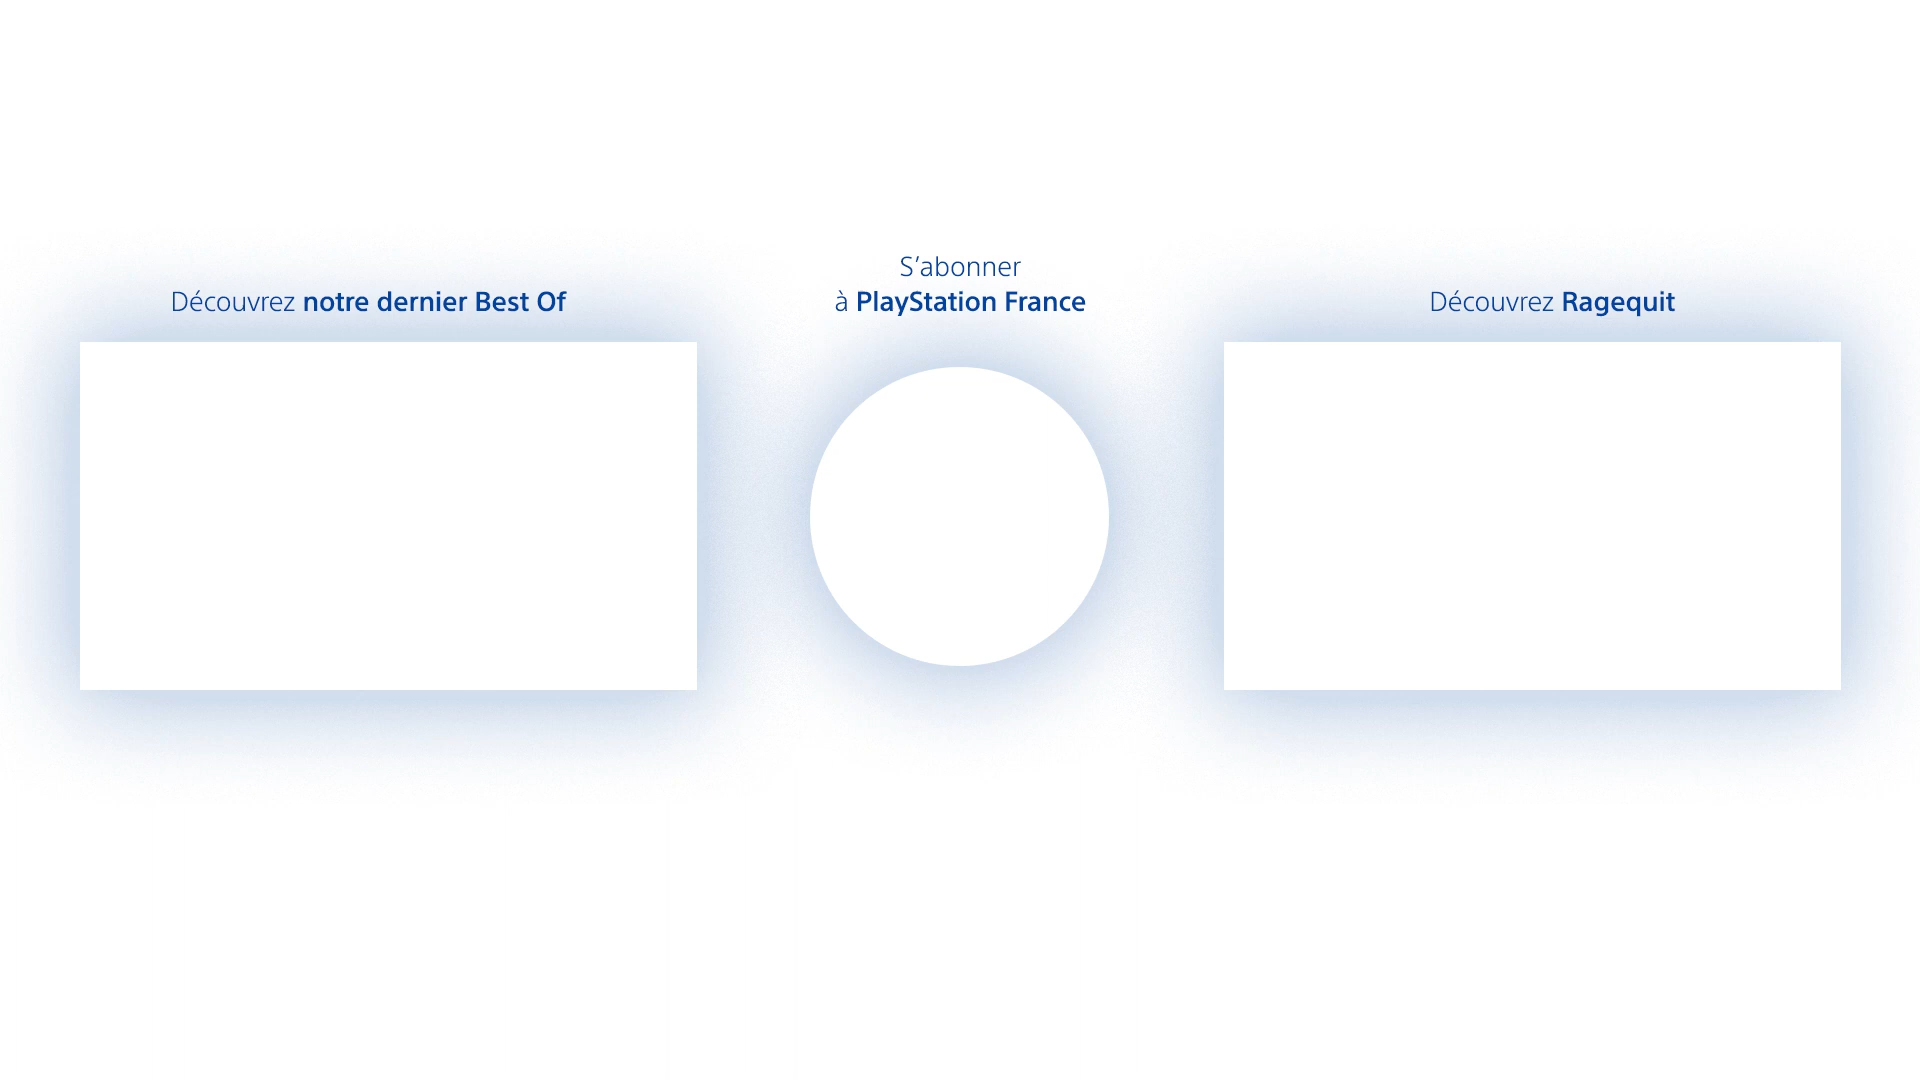 Découvrez notre dernier Best Of
S’abonner
à PlayStation France
Découvrez Ragequit